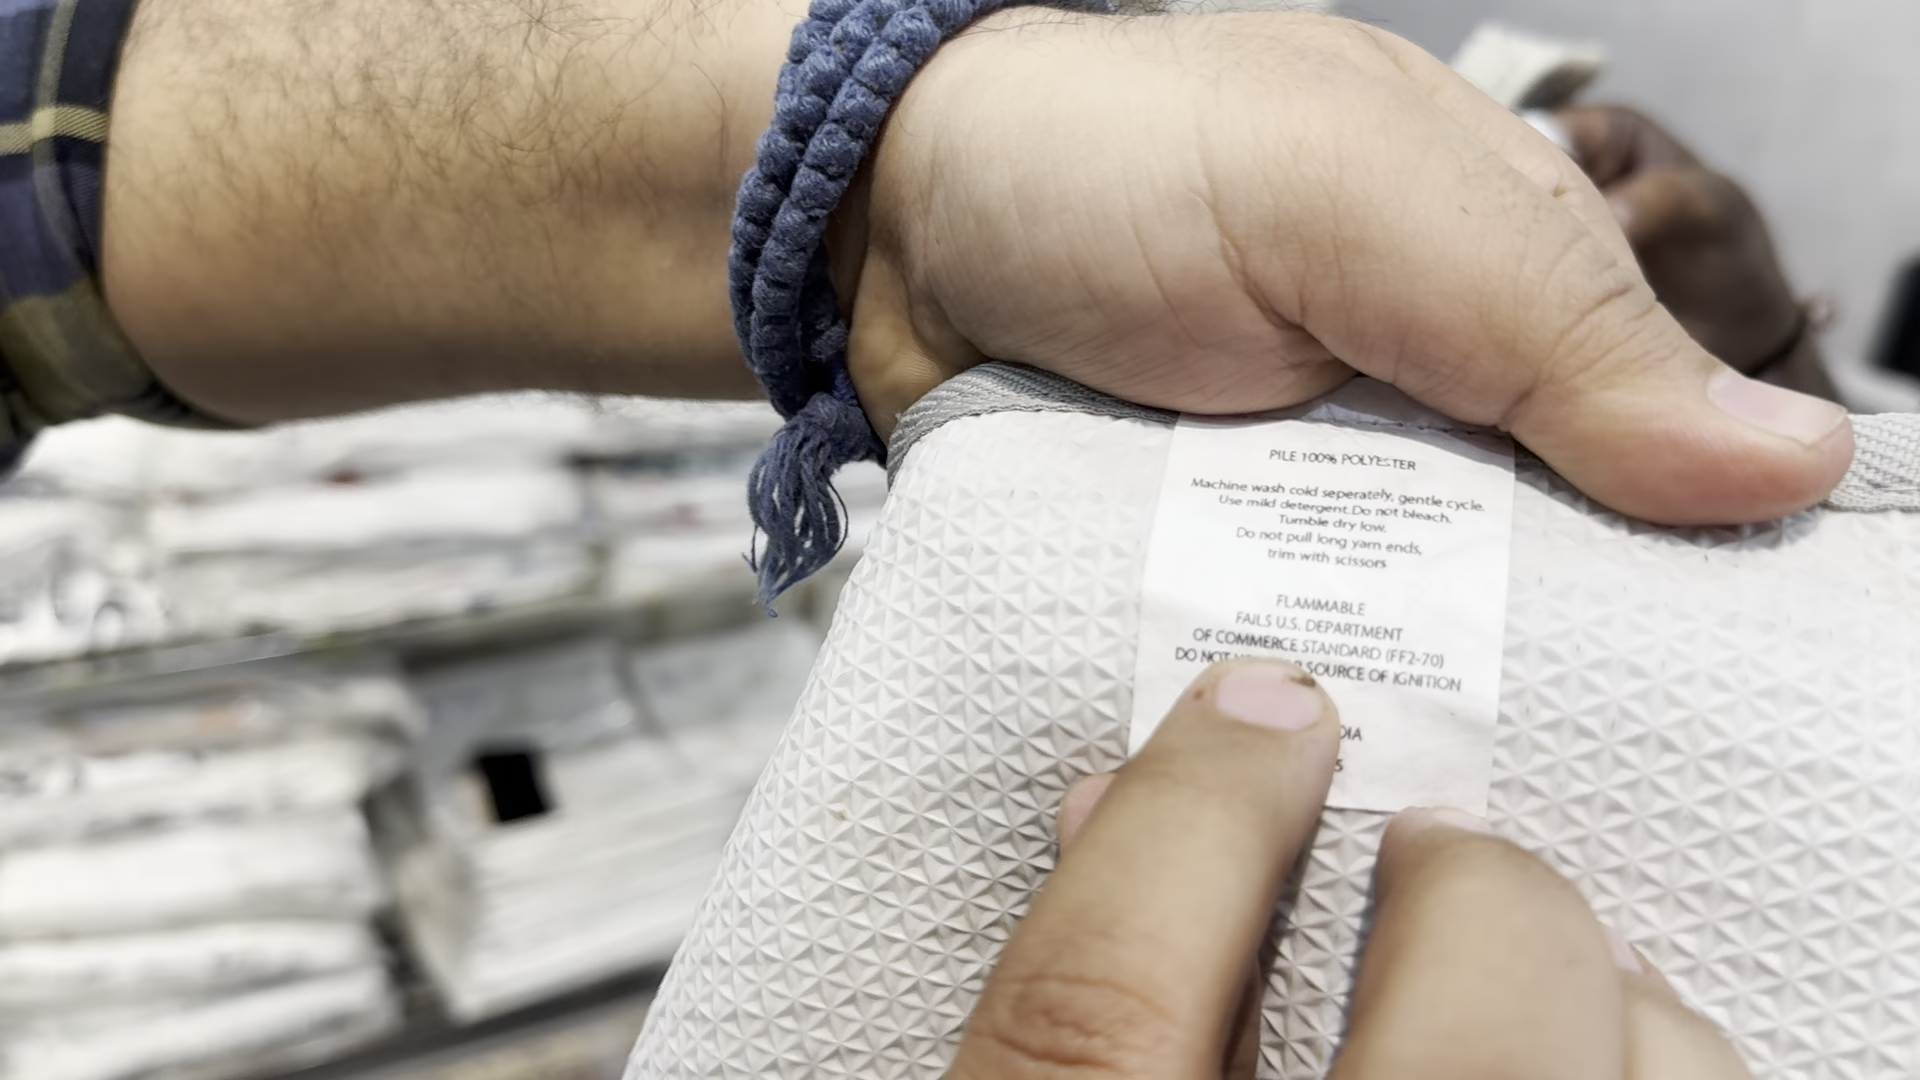 PILE 100% POLYESTER
Machine wash cold seperately, gentle cycle.
Use mild detergent.Do not bleach.
Tumble dry low.
Do not pull long yarn ends,
trim with scissors
FLAMMABLE
FAILS U.S. DEPARTMENT
OF COMMERCE STANDARD (FF2-70)
DO NOT SOURCE OF IGNITION